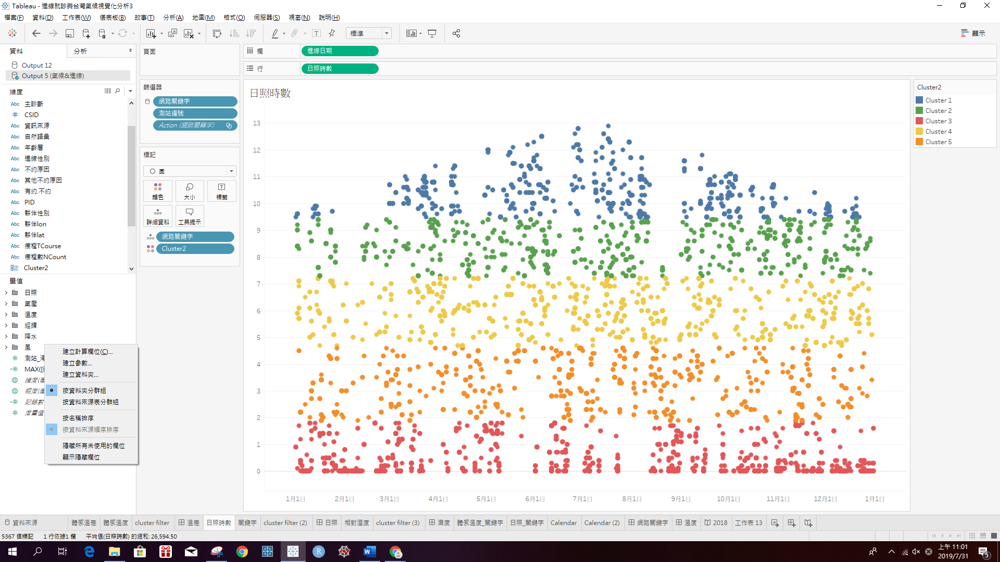 Tableau - 進線就診與台灣氣候視覺化分析3
檔案(F) 資料(D) 工作表(W) 儀表板(B) 故事(T) 分析(A) 地圖(M) 格式(O) 伺服器(S) 視窗(N) 說明(H)
標準
顯示
資料
分析
Output 12
Output 5 (氣候&進線)
維度
Abc 主診斷
CSID
Abc 資訊來源
Abc 自然語彙
Abc 年齡層
Abc 進線性別
Abc 不約原因
Abc 其他不約原因
Abc 有約.不約
Abc PID
Abc 夥伴性別
Abc 夥伴lon
Abc 夥伴lat
Abc 療程TCourse
Abc 療程數NCount
Cluster2
量值
日照
氣壓
溫度
經緯
降水
風
測站_海
MAX([
緯度(產
經度(產
記錄數
度量值
建立計算欄位(C)...
建立參數...
建立資料夾...
按資料夾分群組
按資料來源表分群組
按名稱排序
按資料來源順序排序
隱藏所有未使用的欄位
顯示隱藏欄位
頁面
篩選器
網路關鍵字
測站編號
Action (網路關鍵字)
標記
圓
顏色
大小
標籤
詳細資料
工具提示
網路關鍵字
Cluster2
欄
進線日期
行
日照時數
日照時數
13
12
11
10
9
8
7
6
5
4
3
2
1
0
1月1日 2月1日 3月1日 4月1日 5月1日 6月1日 7月1日 8月1日 9月1日 10月1日 11月1日 12月1日 1月1日
Cluster2
Cluster 1
Cluster 2
Cluster 3
Cluster 4
Cluster 5
資料來源 體感溫差 體感溫度 cluster filter 溫差 日照時數 關鍵字 cluster filter (2) 日照 相對溼度 cluster filter (3) 濕度 體感溫度_關鍵字 日照_關鍵字 Calendar Calendar (2) 網路關鍵字 溫度 2018 工作表 13
5367 個標記 1 行依據1 欄 平均值(日照時數) 的總和: 26,594.50
上午 11:01
2019/7/31
5